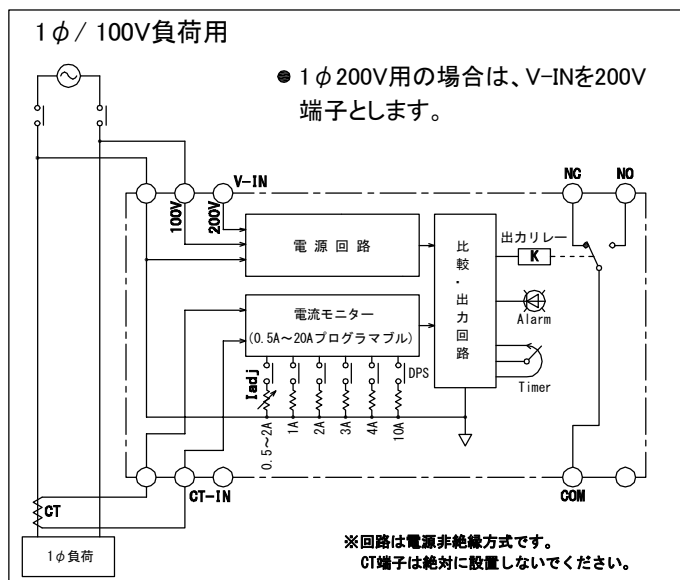 1φ/ 100V負荷用
● 1φ200V用の場合は、V-INを200V
端子とします。
V-IN
NC
NO
100V
200V
電源回路
出力リレー
K
比較・出力回路
電流モニター
(0.5A~20Aプログラマブル)
Alarm
Iadj
DPS
Timer
0.5~2A
1A
2A
3A
4A
10A
CT
CT-IN
COM
1φ負荷
※回路は電源非絶縁方式です。
CT端子は絶対に設置しないでください。